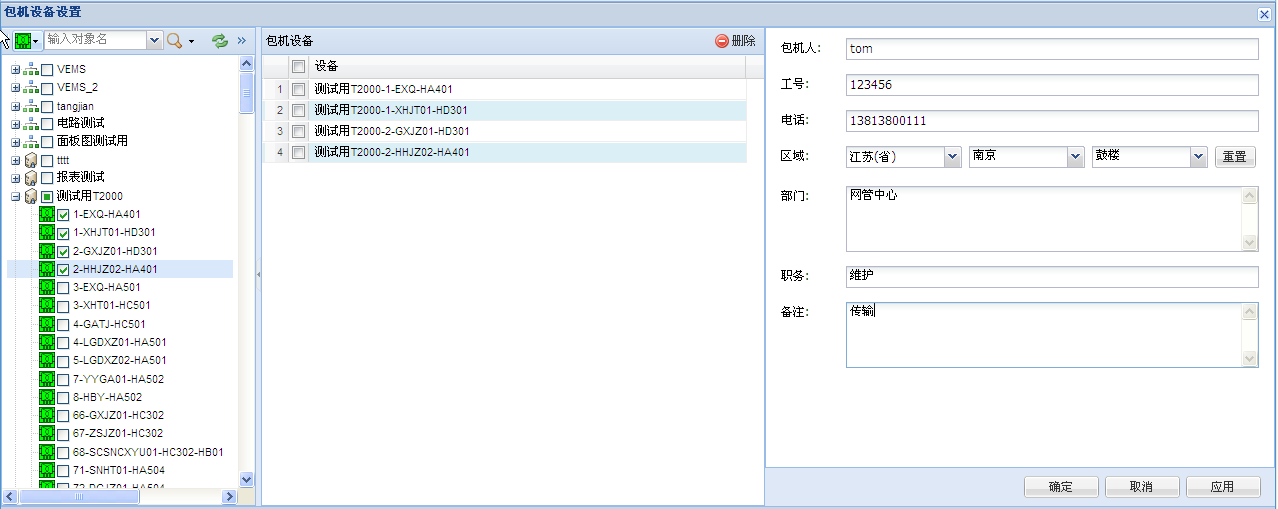 包机设备设置
输入对象名
VEMS
VEMS_2
tangjian
电路测试
面板图测试用
tttt
报表测试
测试用T2000
1-EXQ-HA401
1-XHJT01-HD301
2-GXJZ01-HD301
2-HHJZ02-HA401
3-EXQ-HA501
3-XHT01-HC501
4-GATJ-HC501
4-LGDXZ01-HA501
5-LGDXZ02-HA501
7-YYGA01-HA502
8-HBY-HA502
66-GXJZ01-HC302
67-ZSJZ01-HC302
68-SCSNCXYU01-HC302-HB01
71-SNHT01-HA504
包机设备 删除
设备
1 测试用T2000-1-EXQ-HA401
2 测试用T2000-1-XHJT01-HD301
3 测试用T2000-2-GXJZ01-HD301
4 测试用T2000-2-HHJZ02-HA401
包机人: tom
工号: 123456
电话: 13813800111
区域: 江苏(省) 南京 鼓楼 重置
部门: 网管中心
职务: 维护
备注: 传输
确定 取消 应用